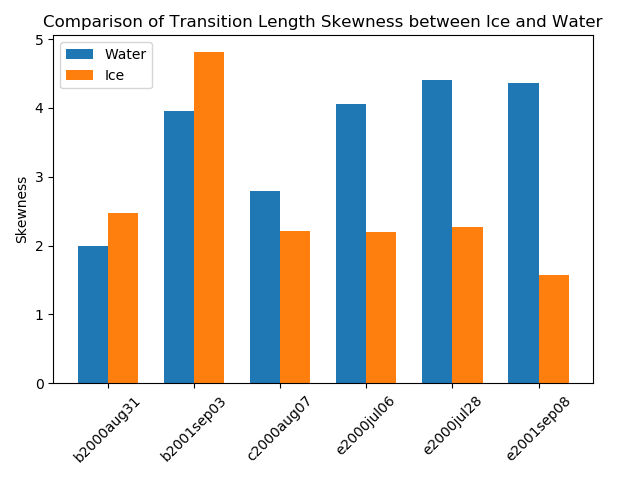 Comparison of Transition Length Skewness between Ice and Water
5
4
3
2
1
0
Skewness
Water
Ice
b2000aug31
b2001sep03
c2000aug07
e2000jul06
e2000jul28
e2001sep08